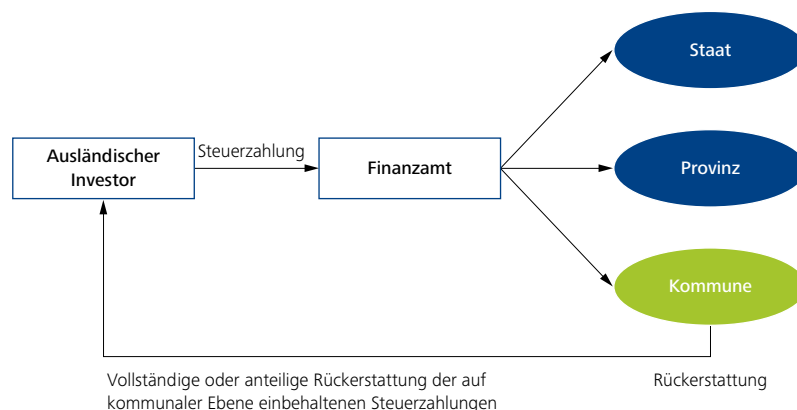 Staat
Steuerzahlung
Ausländischer
Investor
Finanzamt
Provinz
Kommune
Vollständige oder anteilige Rückerstattung der auf
kommunaler Ebene einbehaltenen Steuerzahlungen
Rückerstattung